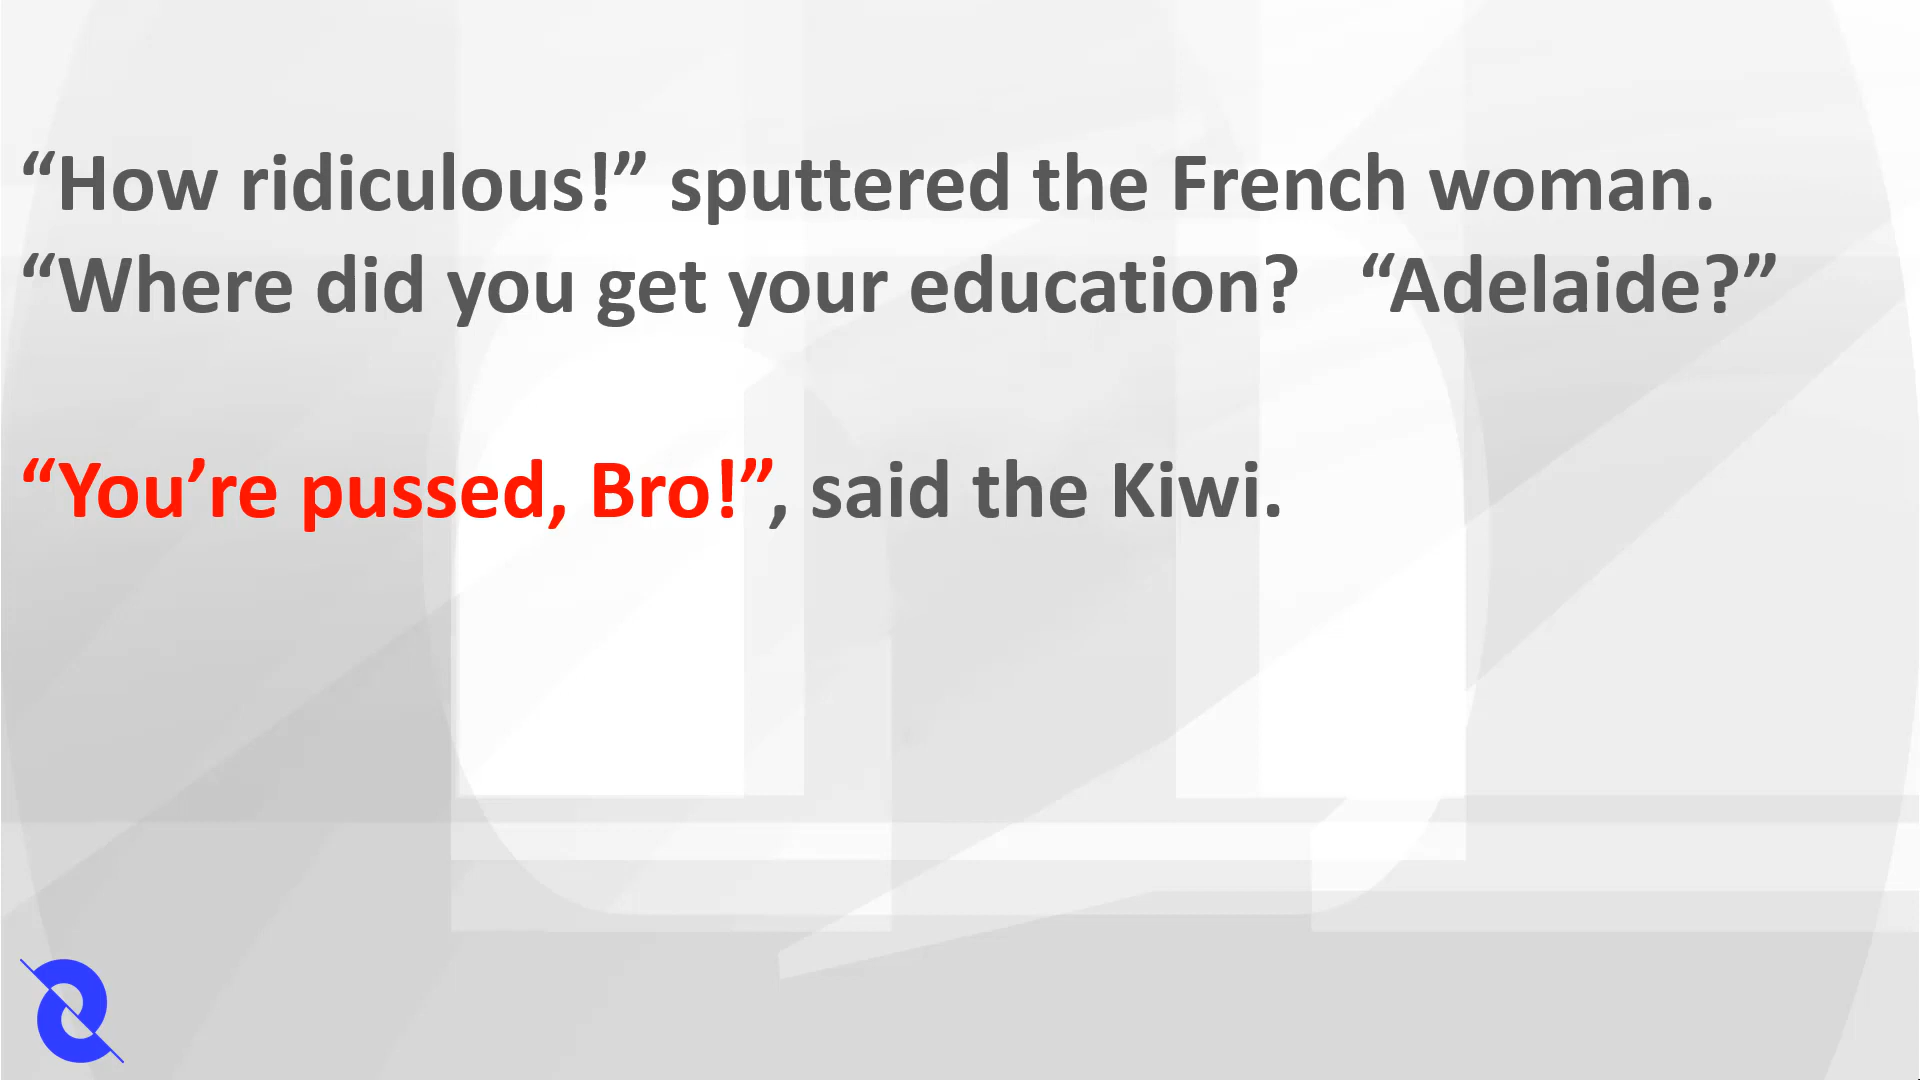 “How ridiculous!” sputtered the French woman.
“Where did you get your education?   “Adelaide?”
“You’re pussed, Bro!”, said the Kiwi.